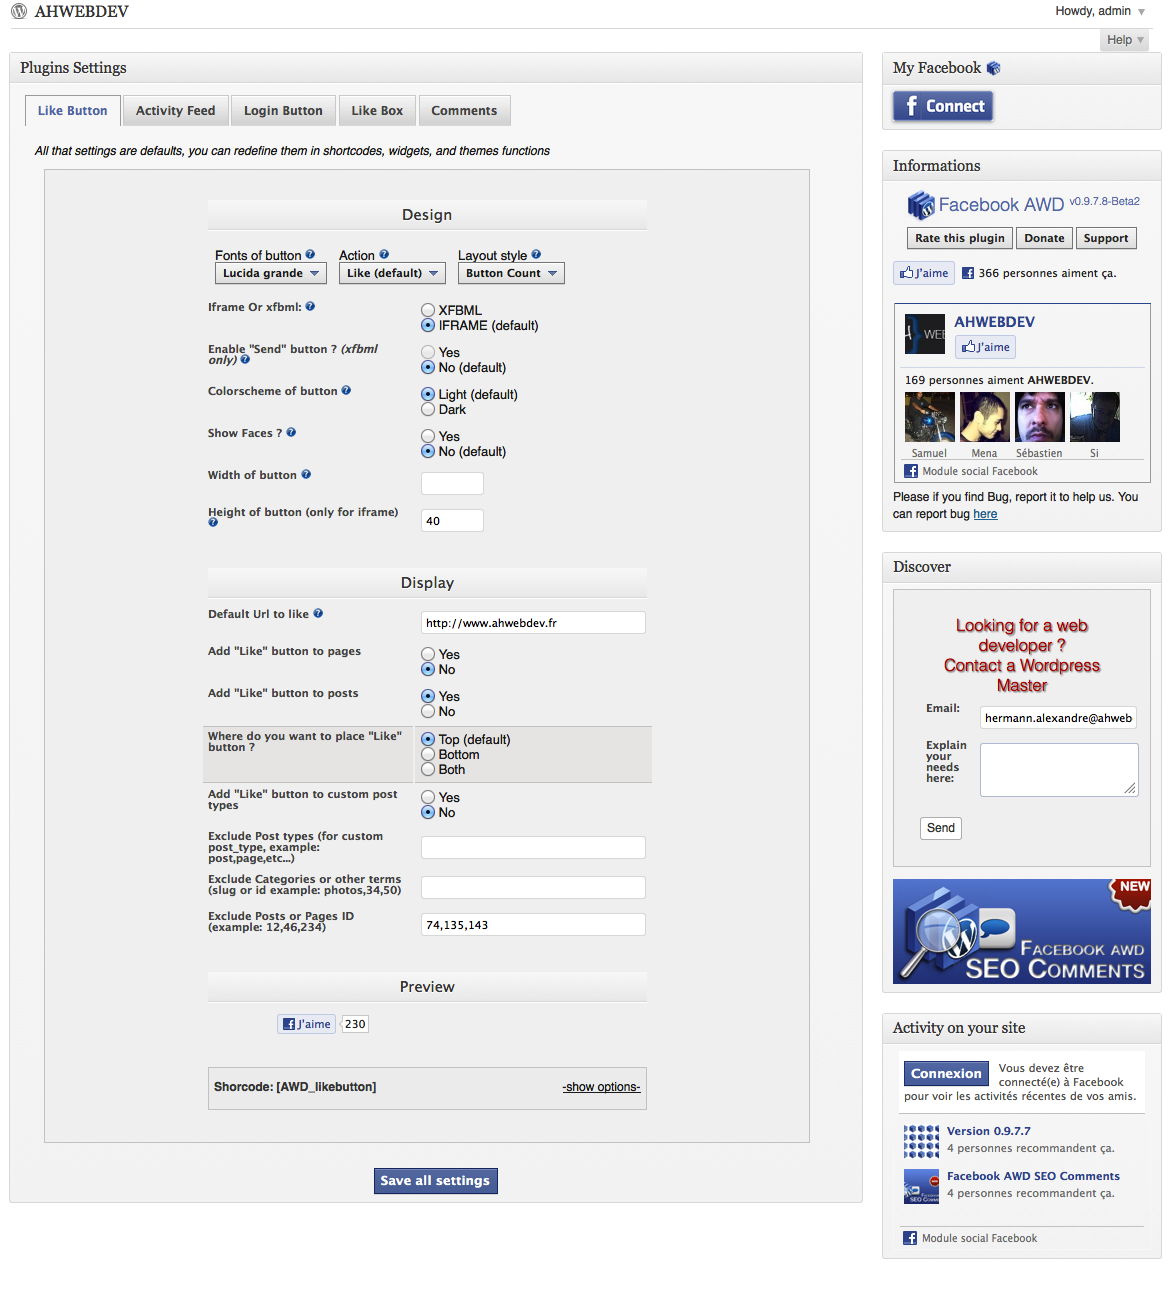 AHWEBDEV
Howdy, admin
Help
Plugins Settings
Like Button
Activity Feed
Login Button
Like Box
Comments
All that settings are defaults, you can redefine them in shortcodes, widgets, and themes functions
Design
Fonts of button
Action
Layout style
Lucida grande
Like (default)
Button Count
Iframe Or xfbml:
XFBML
IFRAME (default)
Enable "Send" button ? (xfbml
only)
Yes
No (default)
Colorscheme of button
Light (default)
Dark
Show Faces ?
Yes
No (default)
Width of button
Height of button (only for iframe)
40
Display
Default Url to like
http://www.ahwebdev.fr
Add "Like" button to pages
Yes
No
Add "Like" button to posts
Yes
No
Where do you want to place "Like"
button ?
Top (default)
Bottom
Both
Add "Like" button to custom post
types
Yes
No
Exclude Post types (for custom
post_type, example:
post,page,etc...)
Exclude Categories or other terms
(slug or id example: photos,34,50)
Exclude Posts or Pages ID
(example: 12,46,234)
74,135,143
Preview
J'aime
230
Shorcode: [AWD_likebutton]
-show options-
Save all settings
My Facebook
Connect
Informations
Facebook AWD v0.9.7.8-Beta2
Rate this plugin
Donate
Support
J'aime
366 personnes aiment ça.
WE
AHWEBDEV
J'aime
169 personnes aiment AHWEBDEV.
Samuel
Mena
Sébastien
Si
Module social Facebook
Please if you find Bug, report it to help us. You
can report bug here
Discover
Looking for a web
developer ?
Contact a Wordpress
Master
Email:
hermann.alexandre@ahweb
Explain
your
needs
here:
Send
NEW
FACEBOOK AWD
SEO COMMENTS
Activity on your site
Connexion
Vous devez être
connecté(e) à Facebook
pour voir les activités récentes de vos amis.
Version 0.9.7.7
4 personnes recommandent ça.
Facebook AWD SEO Comments
4 personnes recommandent ça.
Module social Facebook